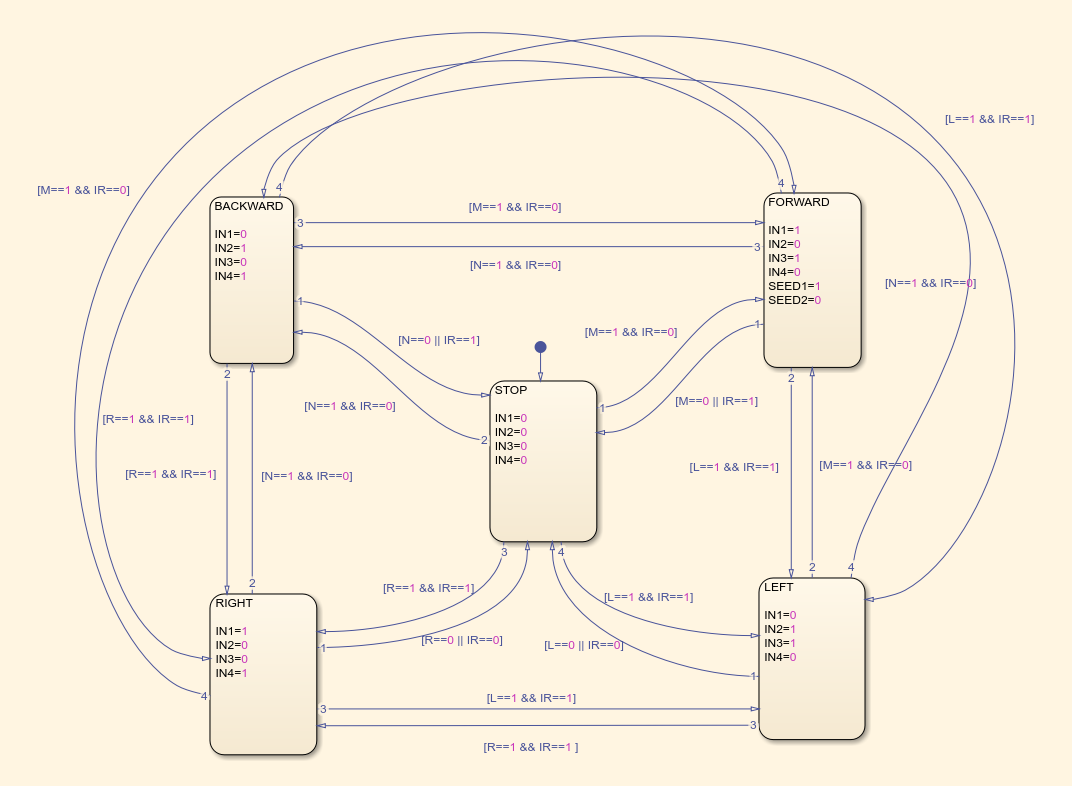 [L==1 && IR==1]
[M==1 && IR==0]
4
4
BACKWARD
IN1=0
IN2=1
IN3=0
IN4=1
FORWARD
IN1=1
IN2=0
IN3=1
IN4=0
SEED1=1
SEED2=0
[M==1 && IR==0]
3
3
[N==1 && IR==0]
[N==1 && IR==0]
1
1
[N==0 || IR==1]
[M==1 && IR==0]
2
2
STOP
IN1=0
IN2=0
IN3=0
IN4=0
[N==1 && IR==0]
[M==0 || IR==1]
1
2
[R==1 && IR==1]
[R==1 && IR==1]
[N==1 && IR==0]
[L==1 && IR==1]
[M==1 && IR==0]
3
4
2
2
4
[R==1 && IR==1]
[L==1 && IR==1]
RIGHT
IN1=1
IN2=0
IN3=0
IN4=1
LEFT
IN1=0
IN2=1
IN3=1
IN4=0
[R==0 || IR==0]
[L==0 || IR==0]
1
1
4
[L==1 && IR==1]
3
3
[R==1 && IR==1 ]